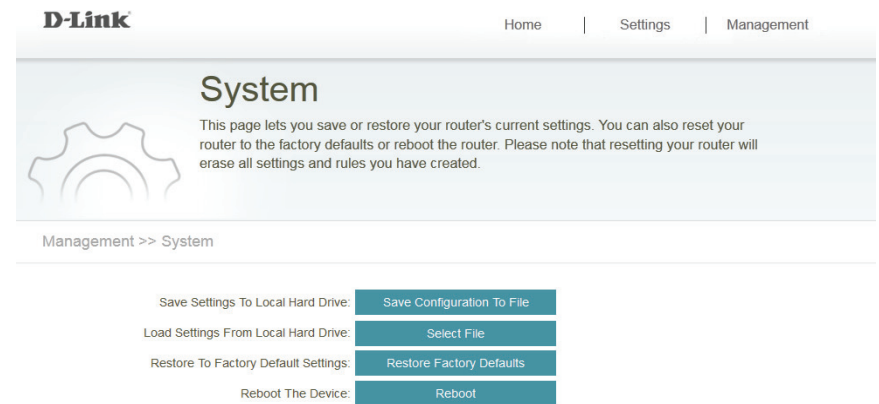 D-Link
Home | Settings | Management
System
This page lets you save or restore your router's current settings. You can also reset your
router to the factory defaults or reboot the router. Please note that resetting your router will
erase all settings and rules you have created.
Management >> System
Save Settings To Local Hard Drive: Save Configuration To File
Load Settings From Local Hard Drive: Select File
Restore To Factory Default Settings: Restore Factory Defaults
Reboot The Device: Reboot